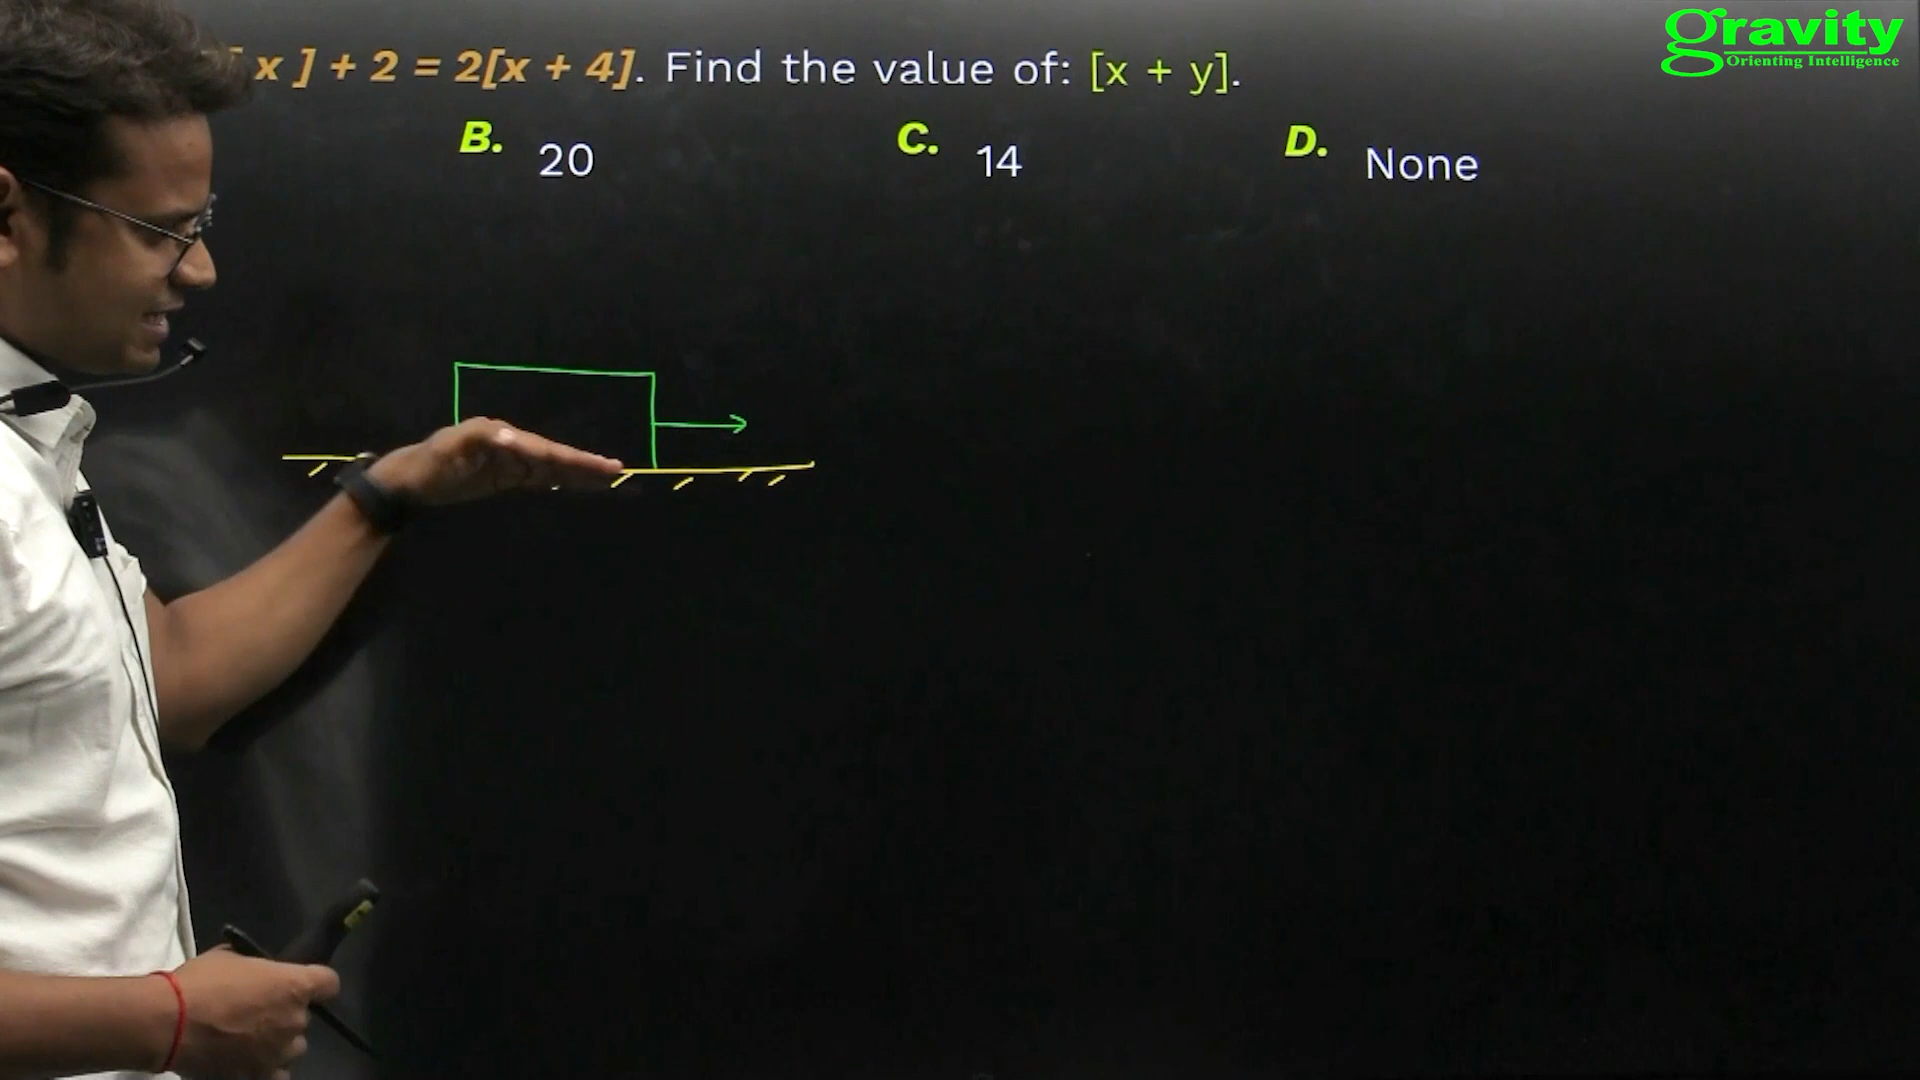 gravity
Orienting Intelligence
x ] + 2 = 2[x + 4]. Find the value of: [x + y].
B. 20 C. 14 D. None